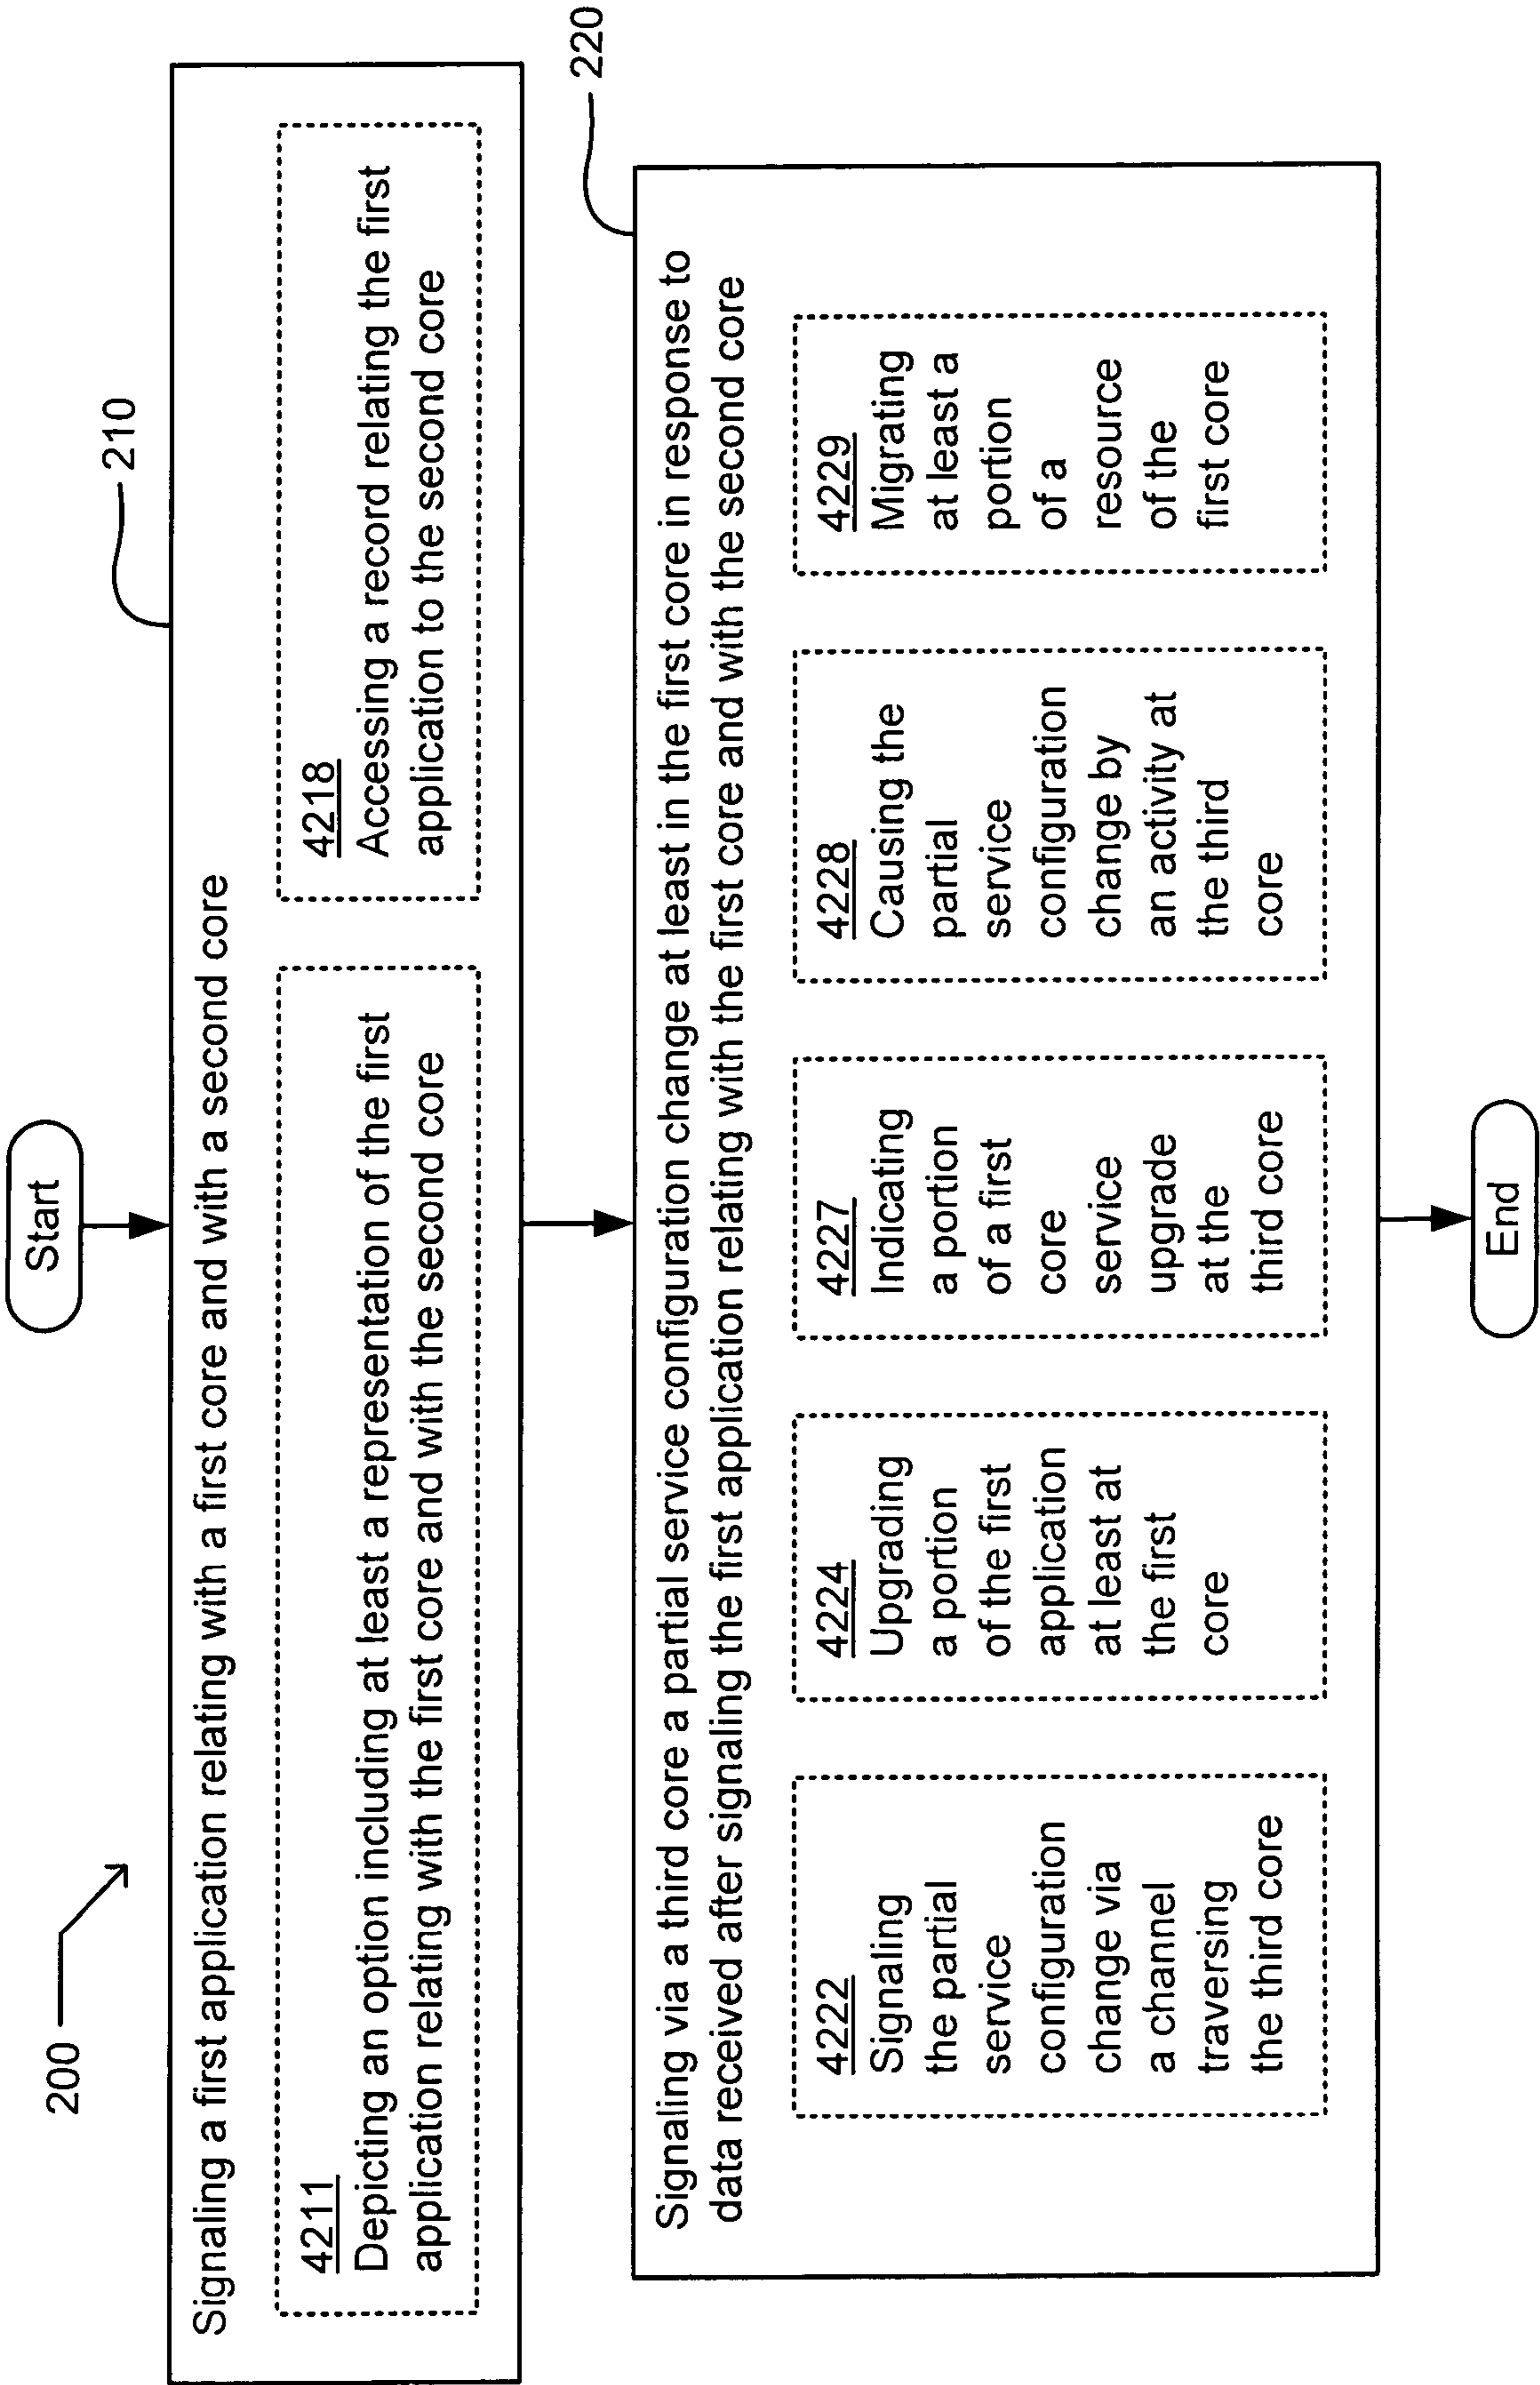 200
Start
210
Signaling a first application relating with a first core and with a second core
4211
Depicting an option including at least a representation of the first
application relating with the first core and with the second core
4218
Accessing a record relating the first
application to the second core
220
Signaling via a third core a partial service configuration change at least in the first core in response to
data received after signaling the first application relating with the first core and with the second core
4222
Signaling
the partial
service
configuration
change via
a channel
traversing
the third core
4224
Upgrading
a portion
of the first
application
at least at
the first
core
4227
Indicating
a portion
of a first
core
service
upgrade
at the
third core
4228
Causing the
partial
service
configuration
change by
an activity at
the third
core
4229
Migrating
at least a
portion
of a
resource
of the
first core
End